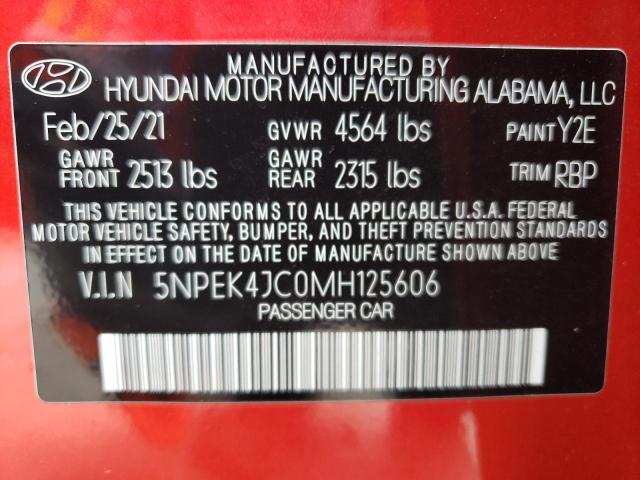 MANUFACTURED BY
HYUNDAI MOTOR MANUFACTURING ALABAMA, LLC
Feb/25/21 GVWR 4564 lbs PAINT Y2E
GAWR FRONT 2513 lbs GAWR REAR 2315 lbs TRIM RBP
THIS VEHICLE CONFORMS TO ALL APPLICABLE U.S.A. FEDERAL
MOTOR VEHICLE SAFETY, BUMPER, AND THEFT PREVENTION STANDARDS
IN EFFECT ON THE DATE OF MANUFACTURE SHOWN ABOVE.
V.I.N 5NPEK4JC0MH125606
PASSENGER CAR